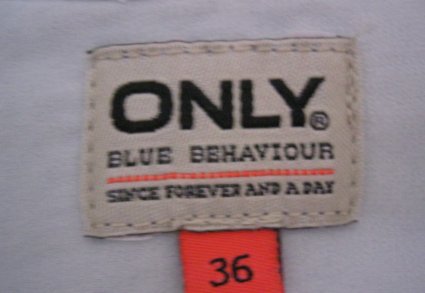 ONLY®
BLUE BEHAVIOUR
SINCE FOREVER AND A DAY
36